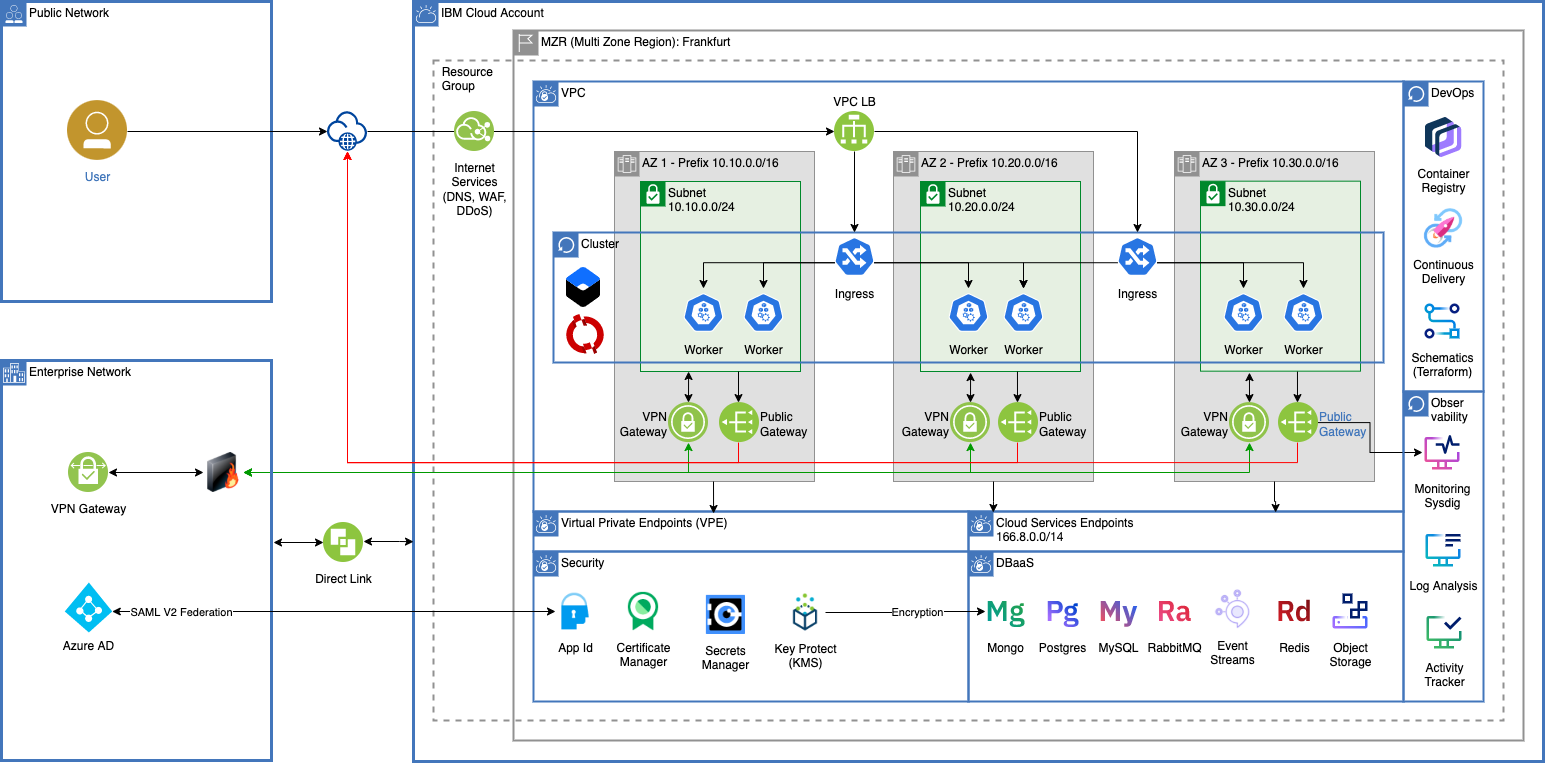 Public Network
IBM Cloud Account
MZR (Multi Zone Region): Frankfurt
Resource
Group
VPC
DevOps
VPC LB
User
Internet
Services
(DNS, WAF,
DDoS)
AZ 1 - Prefix 10.10.0.0/16
AZ 2 - Prefix 10.20.0.0/16
AZ 3 - Prefix 10.30.0.0/16
Subnet
10.10.0.0/24
Subnet
10.20.0.0/24
Subnet
10.30.0.0/24
Container
Registry
Cluster
Ingress
Ingress
Continuous
Delivery
Worker
Worker
Worker
Worker
Worker
Worker
Schematics
(Terraform)
Enterprise Network
VPN
Gateway
Public
Gateway
VPN
Gateway
Public
Gateway
VPN
Gateway
Public
Gateway
Obser
vability
VPN Gateway
Monitoring
Sysdig
Virtual Private Endpoints (VPE)
Cloud Services Endpoints
166.8.0.0/14
Direct Link
Security
DBaaS
Log Analysis
SAML V2 Federation
Azure AD
App Id
Certificate
Manager
Secrets
Manager
Key Protect
(KMS)
Encryption
Mg
Pg
My
Ra
Rd
Mongo
Postgres
MySQL
RabbitMQ
Event
Streams
Redis
Object
Storage
Activity
Tracker